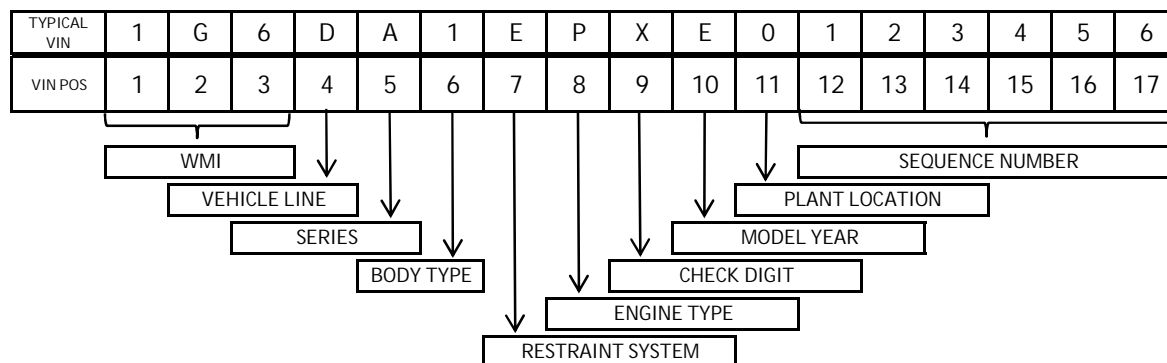 TYPICAL VIN 1 G 6 D A 1 E P X E 0 1 2 3 4 5 6
VIN POS 1 2 3 4 5 6 7 8 9 10 11 12 13 14 15 16 17
WMI SEQUENCE NUMBER
VEHICLE LINE PLANT LOCATION
SERIES MODEL YEAR
BODY TYPE CHECK DIGIT
ENGINE TYPE
RESTRAINT SYSTEM